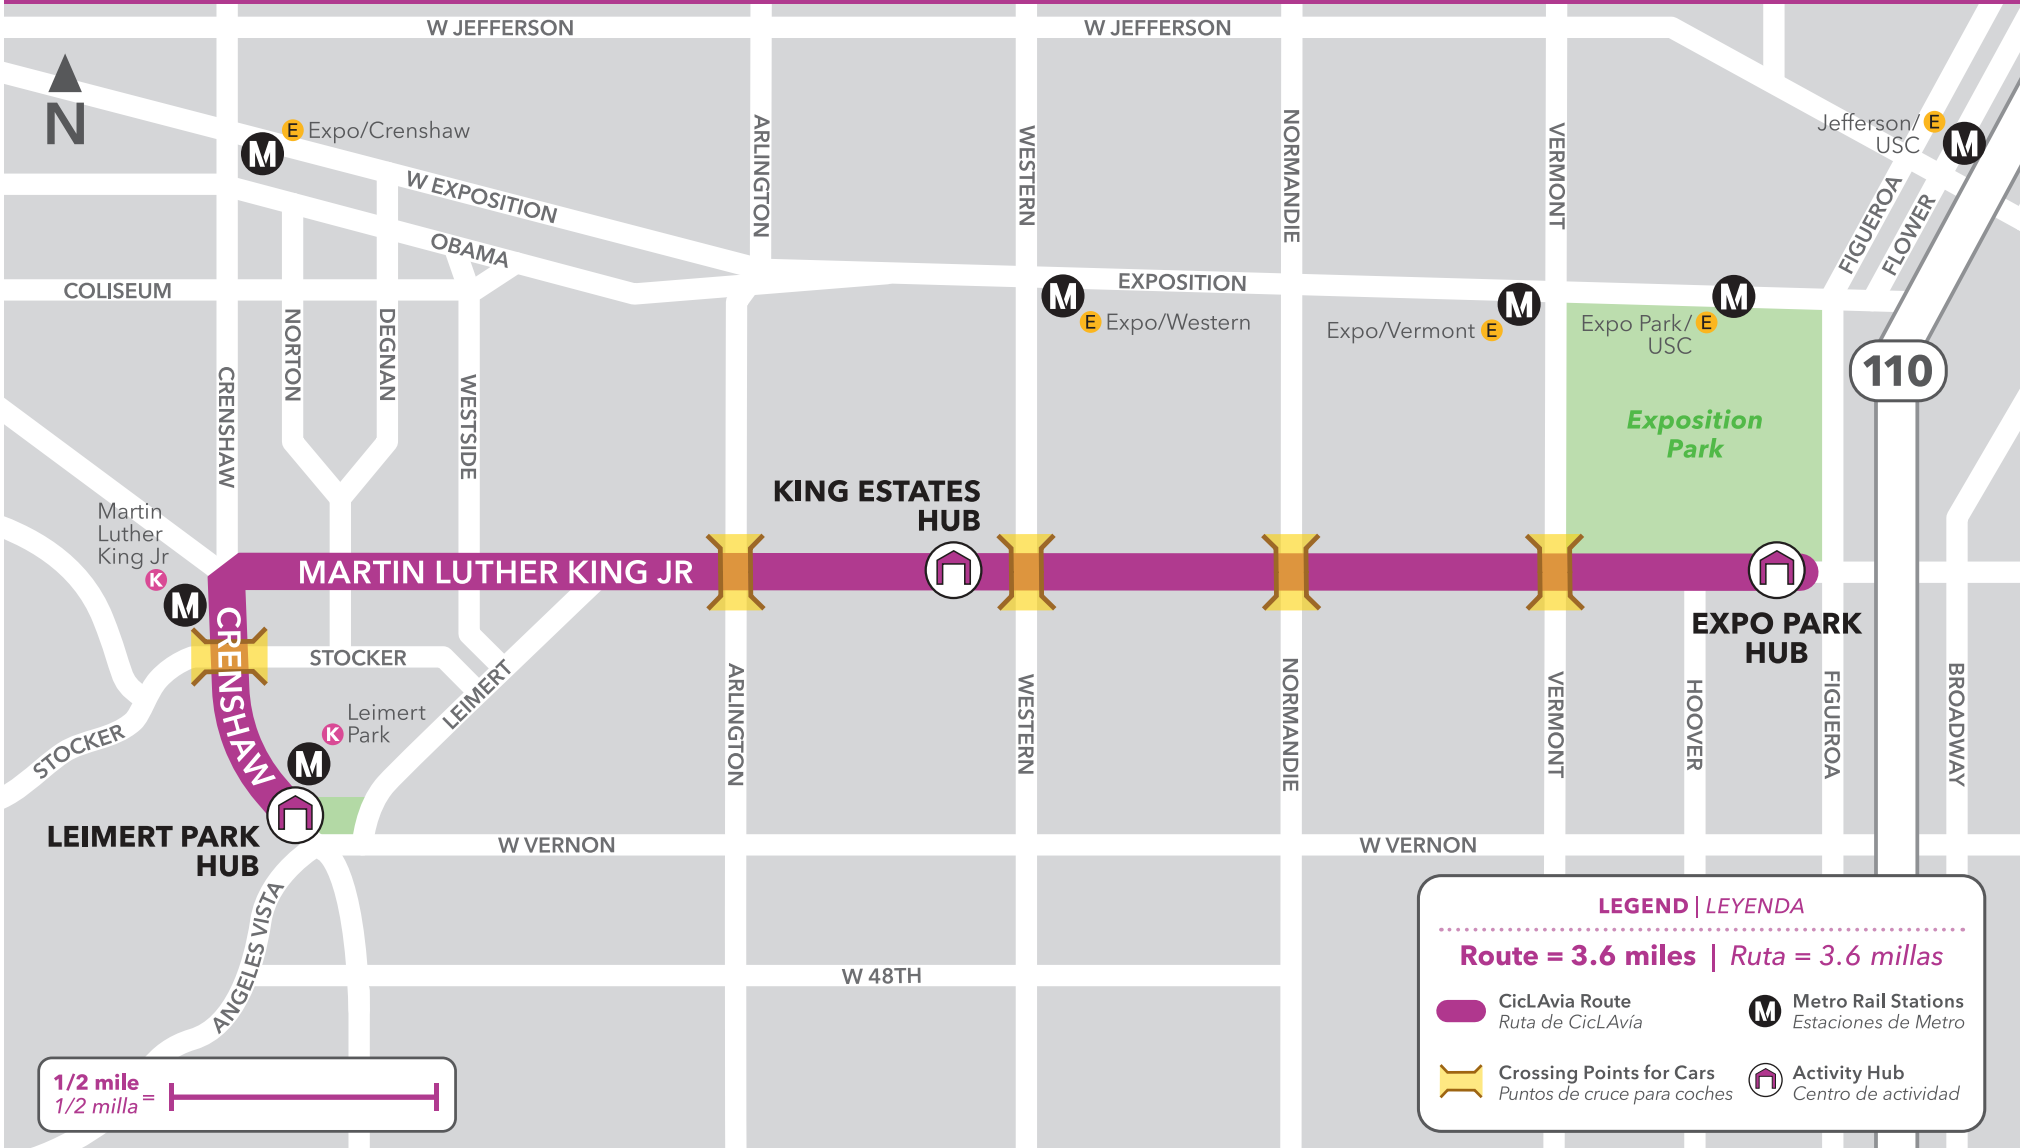 W JEFFERSON
W JEFFERSON
N
M
E Expo/Crenshaw
ARLINGTON
WESTERN
NORMANDIE
VERMONT
Jefferson/ E
USC
M
W EXPOSITION
OBAMA
FIGUEROA
FLOWER
COLISEUM
EXPOSITION
M
E Expo/Western
M
Expo/Vermont E
M
Expo Park/ E
USC
NORTON
DEGNAN
CRENSHAW
WESTSIDE
110
Exposition
Park
KING ESTATES
HUB
Martin
Luther
King Jr
K
M
MARTIN LUTHER KING JR
CRENSHAW
EXPO PARK
HUB
STOCKER
STOCKER
LEIMERT
ARLINGTON
WESTERN
NORMANDIE
VERMONT
HOOVER
FIGUEROA
BROADWAY
Leimert
K Park
M
LEIMERT PARK
HUB
W VERNON
W VERNON
ANGELES VISTA
W 48TH
1/2 mile
1/2 milla =
LEGEND | LEYENDA
Route = 3.6 miles | Ruta = 3.6 millas
CicLAvia Route
Ruta de CicLAvía
M
Metro Rail Stations
Estaciones de Metro
Crossing Points for Cars
Puntos de cruce para coches
Activity Hub
Centro de actividad